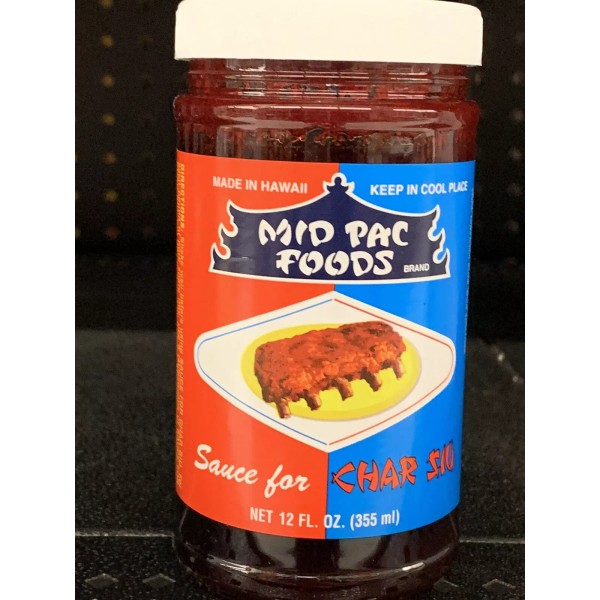 MADE IN HAWAII
KEEP IN COOL PLACE
MID PAC
FOODS BRAND
Sauce for CHAR SIU
NET 12 FL. OZ. (355 ml)